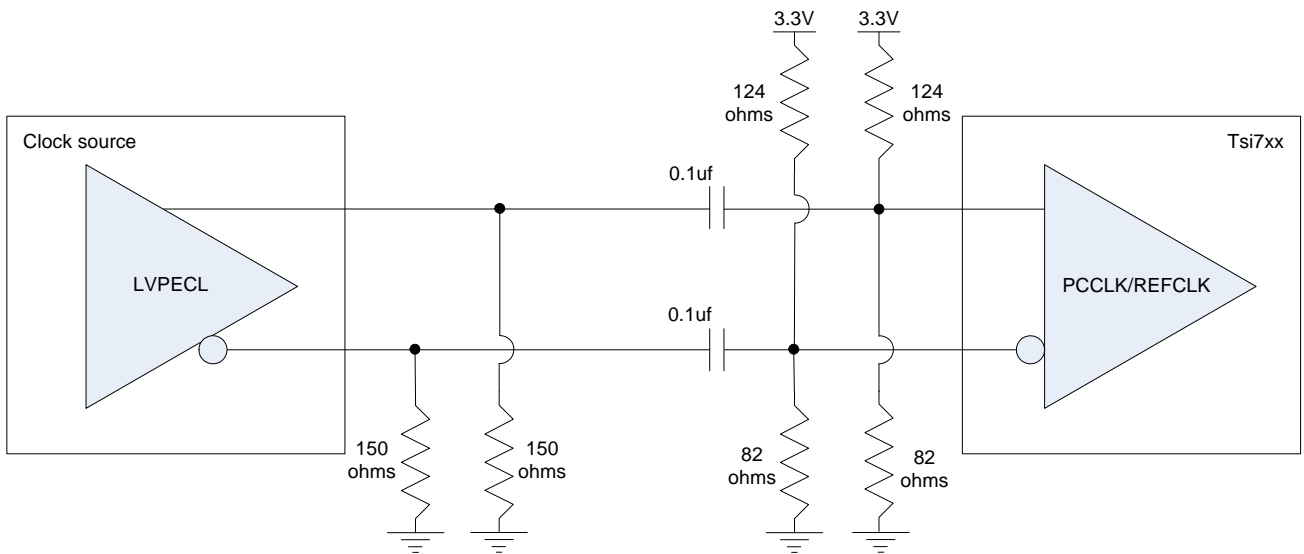 3.3V
3.3V
124
ohms
124
ohms
Clock source
Tsi7xx
0.1uf
LVPECL
PCCLK/REFCLK
0.1uf
150
ohms
150
ohms
82
ohms
82
ohms